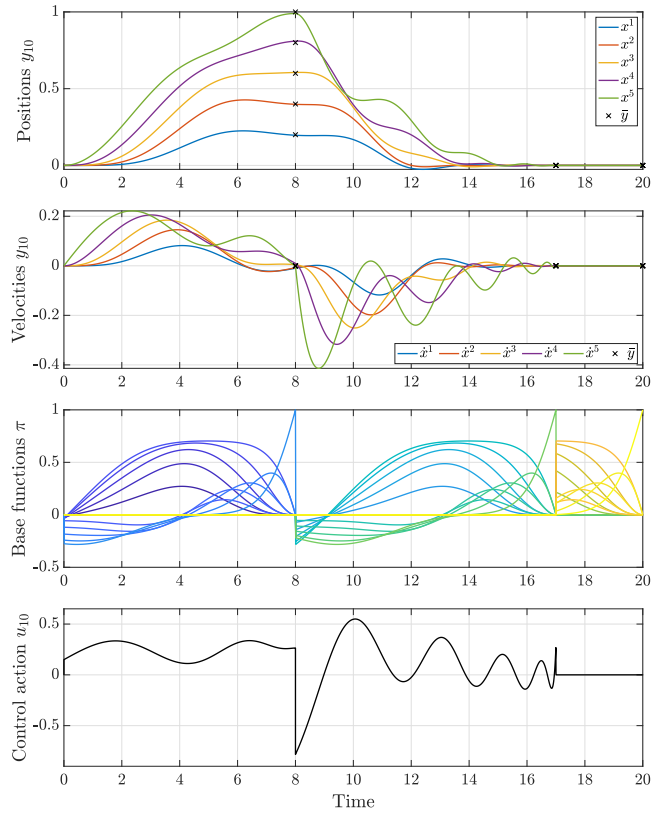 Positions y₁₀
1
0.5
0
0 2 4 6 8 10 12 14 16 18 20
x¹
x²
x³
x⁴
x⁵
ȳ
Velocities y₁₀
0.2
0
-0.2
-0.4
0 2 4 6 8 10 12 14 16 18 20
ẋ¹ ẋ² ẋ³ ẋ⁴ ẋ⁵ ȳ
Base functions π
1
0.5
0
-0.5
0 2 4 6 8 10 12 14 16 18 20
Control action u₁₀
0.5
0
-0.5
0 2 4 6 8 10 12 14 16 18 20
Time